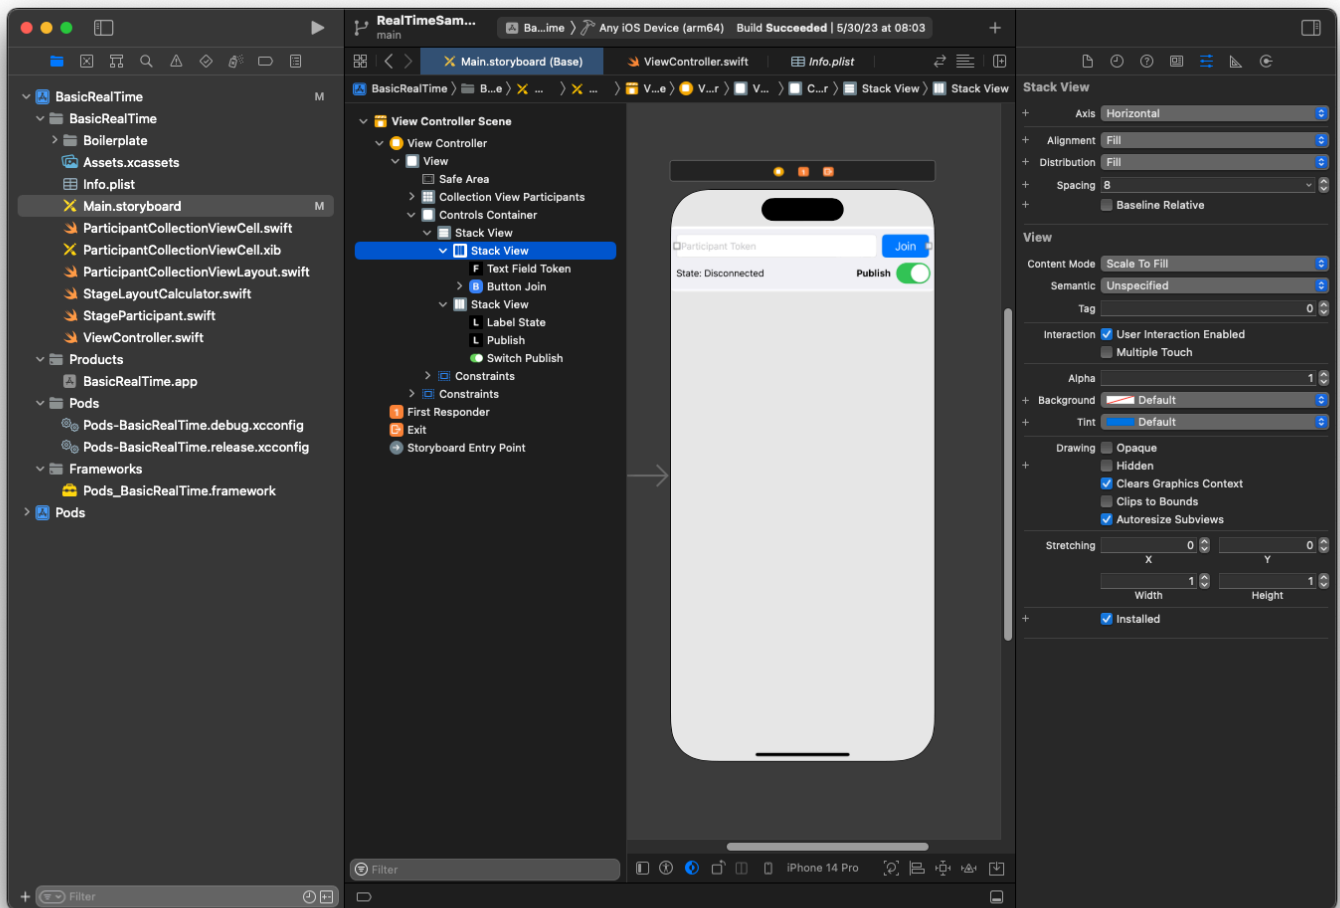 RealTimeSam...
main
Ba...ime
Any iOS Device (arm64)
Build Succeeded | 5/30/23 at 08:03
Main.storyboard (Base)
ViewController.swift
Info.plist
BasicRealTime
B...e
...
...
V...e
V...r
V...
C...r
Stack View
Stack View
BasicRealTime
M
BasicRealTime
Boilerplate
Assets.xcassets
Info.plist
Main.storyboard
M
ParticipantCollectionViewCell.swift
ParticipantCollectionViewCell.xib
ParticipantCollectionViewLayout.swift
StageLayoutCalculator.swift
StageParticipant.swift
ViewController.swift
Products
BasicRealTime.app
Pods
Pods-BasicRealTime.debug.xcconfig
Pods-BasicRealTime.release.xcconfig
Frameworks
Pods_BasicRealTime.framework
Pods
Filter
View Controller Scene
View Controller
View
Safe Area
Collection View Participants
Controls Container
Stack View
Stack View
F Text Field Token
B Button Join
Stack View
L Label State
L Publish
Switch Publish
Constraints
Constraints
1 First Responder
Exit
Storyboard Entry Point
Filter
1
Participant Token
Join
State: Disconnected
Publish
iPhone 14 Pro
Stack View
Axis Horizontal
Alignment Fill
Distribution Fill
Spacing 8
Baseline Relative
View
Content Mode Scale To Fill
Semantic Unspecified
Tag 0
Interaction User Interaction Enabled
Multiple Touch
Alpha 1
Background Default
Tint Default
Drawing Opaque
Hidden
Clears Graphics Context
Clips to Bounds
Autoresize Subviews
Stretching 0 0
X Y
1 1
Width Height
Installed